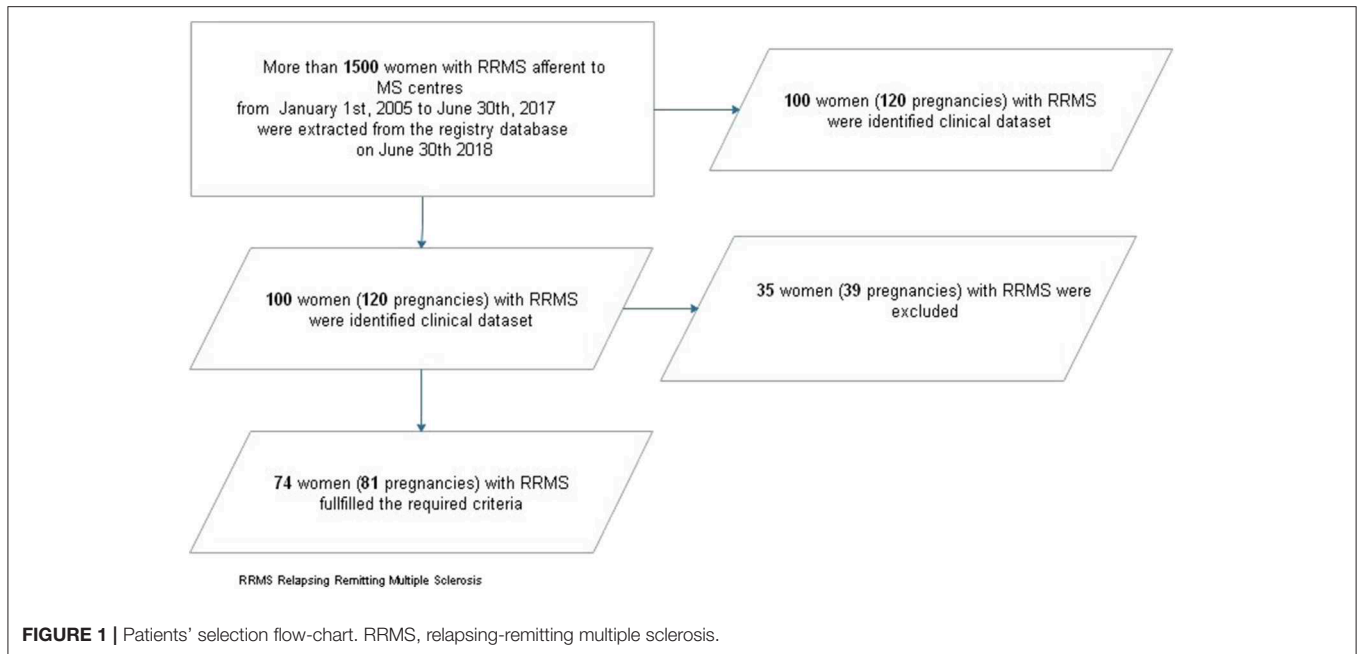 More than 1500 women with RRMS afferent to
MS centres
from January 1st, 2005 to June 30th, 2017
were extracted from the registry database
on June 30th 2018
100 women (120 pregnancies) with RRMS
were identified clinical dataset
100 women (120 pregnancies) with RRMS
were identified clinical dataset
35 women (39 pregnancies) with RRMS were
excluded
74 women (81 pregnancies) with RRMS
fullfilled the required criteria
RRMS Relapsing Remitting Multiple Sclerosis
FIGURE 1 | Patients' selection flow-chart. RRMS, relapsing-remitting multiple sclerosis.